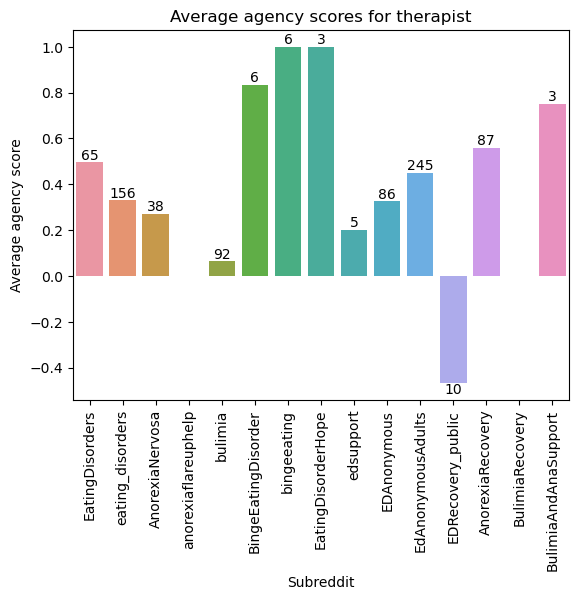 Average agency scores for therapist
Average agency score
1.0
0.8
0.6
0.4
0.2
0.0
−0.2
−0.4
65
156
38
92
6
6
3
5
86
245
10
87
3
EatingDisorders
eating_disorders
AnorexiaNervosa
anorexiaflareuphelp
bulimia
BingeEatingDisorder
bingeeating
EatingDisorderHope
edsupport
EDAnonymous
EdAnonymousAdults
EDRecovery_public
AnorexiaRecovery
BulimiaRecovery
BulimiaAndAnaSupport
Subreddit